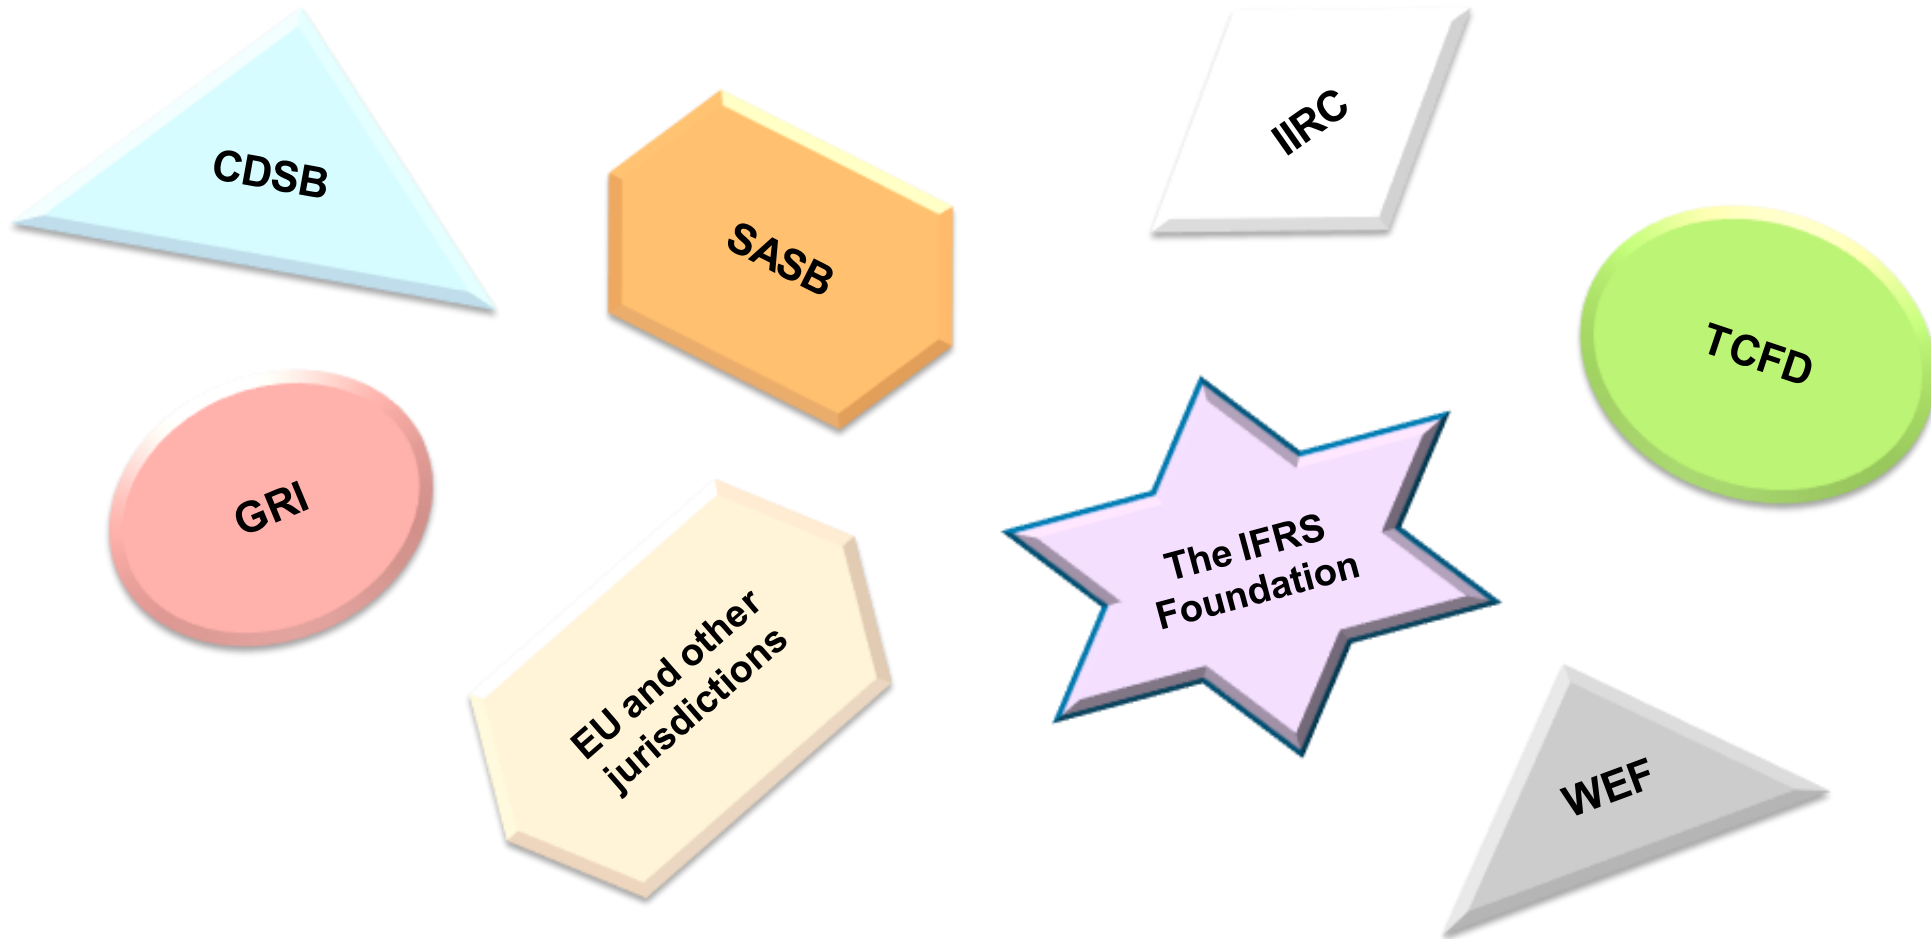 CDSB
SASB
IIRC
TCFD
GRI
The IFRS
Foundation
EU and other
jurisdictions
WEF